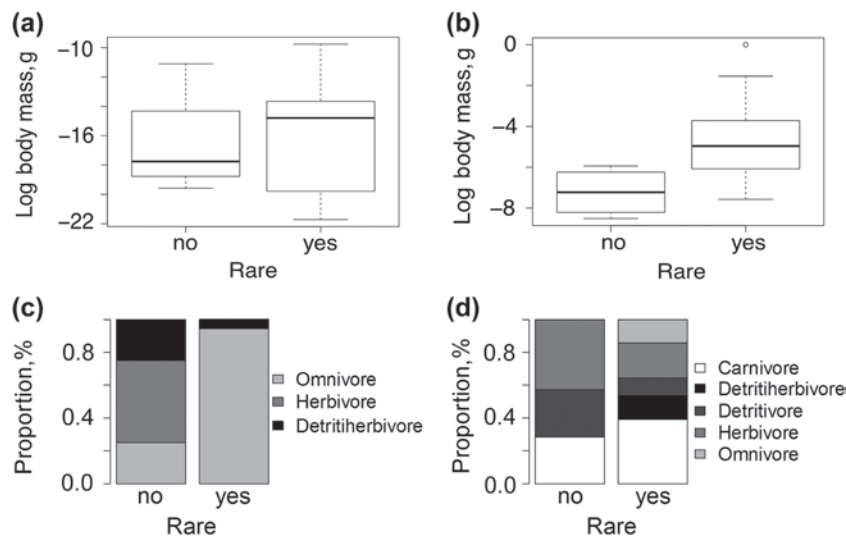 (a)
Log body mass, g
−10
−16
−22
no yes
Rare
(b)
Log body mass, g
0
−4
−8
no yes
Rare
(c)
Proportion, %
0.8
0.4
0.0
no yes
Rare
Omnivore
Herbivore
Detritiherbivore
(d)
Proportion, %
0.8
0.4
0.0
no yes
Rare
Carnivore
Detritiherbivore
Detritivore
Herbivore
Omnivore